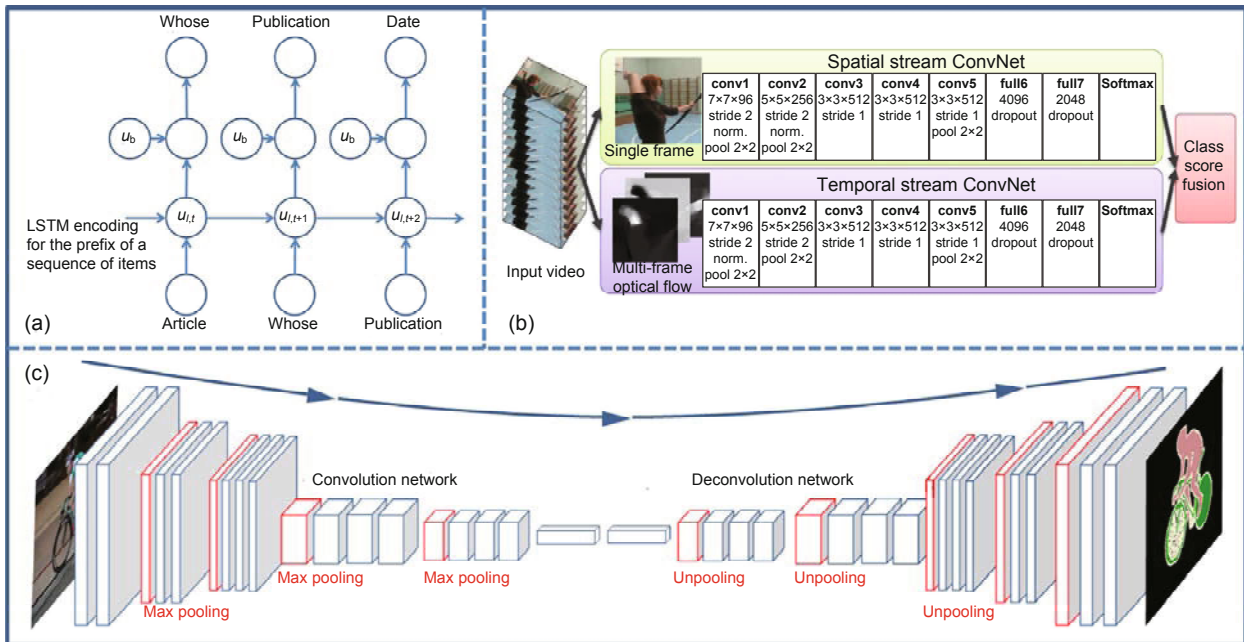 Whose Publication Date
u_b u_b u_b
u_l,t u_l,t+1 u_l,t+2
LSTM encoding
for the prefix of a
sequence of items
Article Whose Publication
(a)
Spatial stream ConvNet
Single frame
conv1 conv2 conv3 conv4 conv5 full6 full7 Softmax
7×7×96 5×5×256 3×3×512 3×3×512 3×3×512 4096 2048
stride 2 stride 2 stride 1 stride 1 stride 1 dropout dropout
norm. norm. pool 2×2
pool 2×2 pool 2×2
Temporal stream ConvNet
Multi-frame
optical flow
conv1 conv2 conv3 conv4 conv5 full6 full7 Softmax
7×7×96 5×5×256 3×3×512 3×3×512 3×3×512 4096 2048
stride 2 stride 2 stride 1 stride 1 stride 1 dropout dropout
norm. pool 2×2 pool 2×2
pool 2×2
Input video
Class
score
fusion
(b)
(c)
Convolution network
Deconvolution network
Max pooling
Max pooling
Max pooling
Unpooling
Unpooling
Unpooling